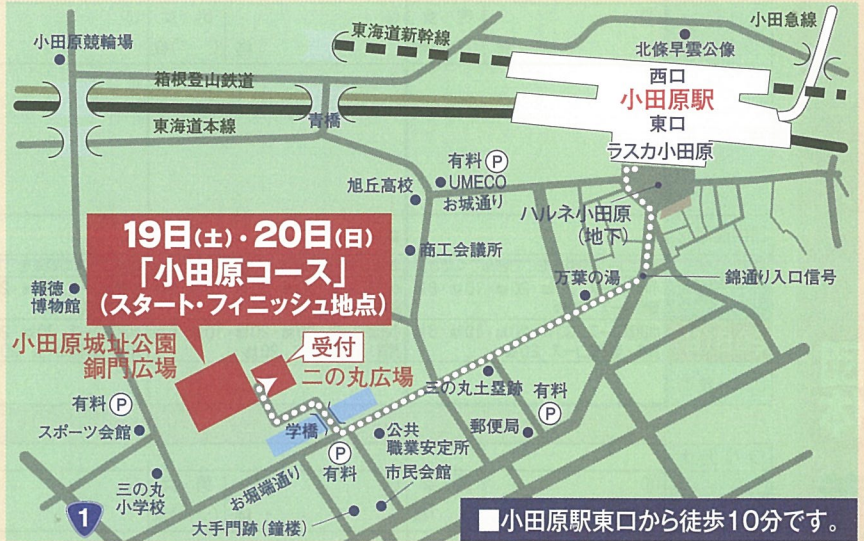 小田急線
東海道新幹線
小田原競輪場
北條早雲公像
西口
小田原駅
東口
ラスカ小田原
箱根登山鉄道
東海道本線
青橋
有料 P
UMECO
旭丘高校
お城通り
ハルネ小田原
(地下)
商工会議所
19日(土)・20日(日)
「小田原コース」
(スタート・フィニッシュ地点)
万葉の湯
錦通り入口信号
報徳
博物館
小田原城址公園
銅門広場
受付
二の丸広場
三の丸土塁跡
有料
P
有料 P
スポーツ会館
学橋
P
有料
公共
職業安定所
郵便局
市民会館
お堀端通り
三の丸
小学校
大手門跡(鐘楼)
1
■小田原駅東口から徒歩10分です。